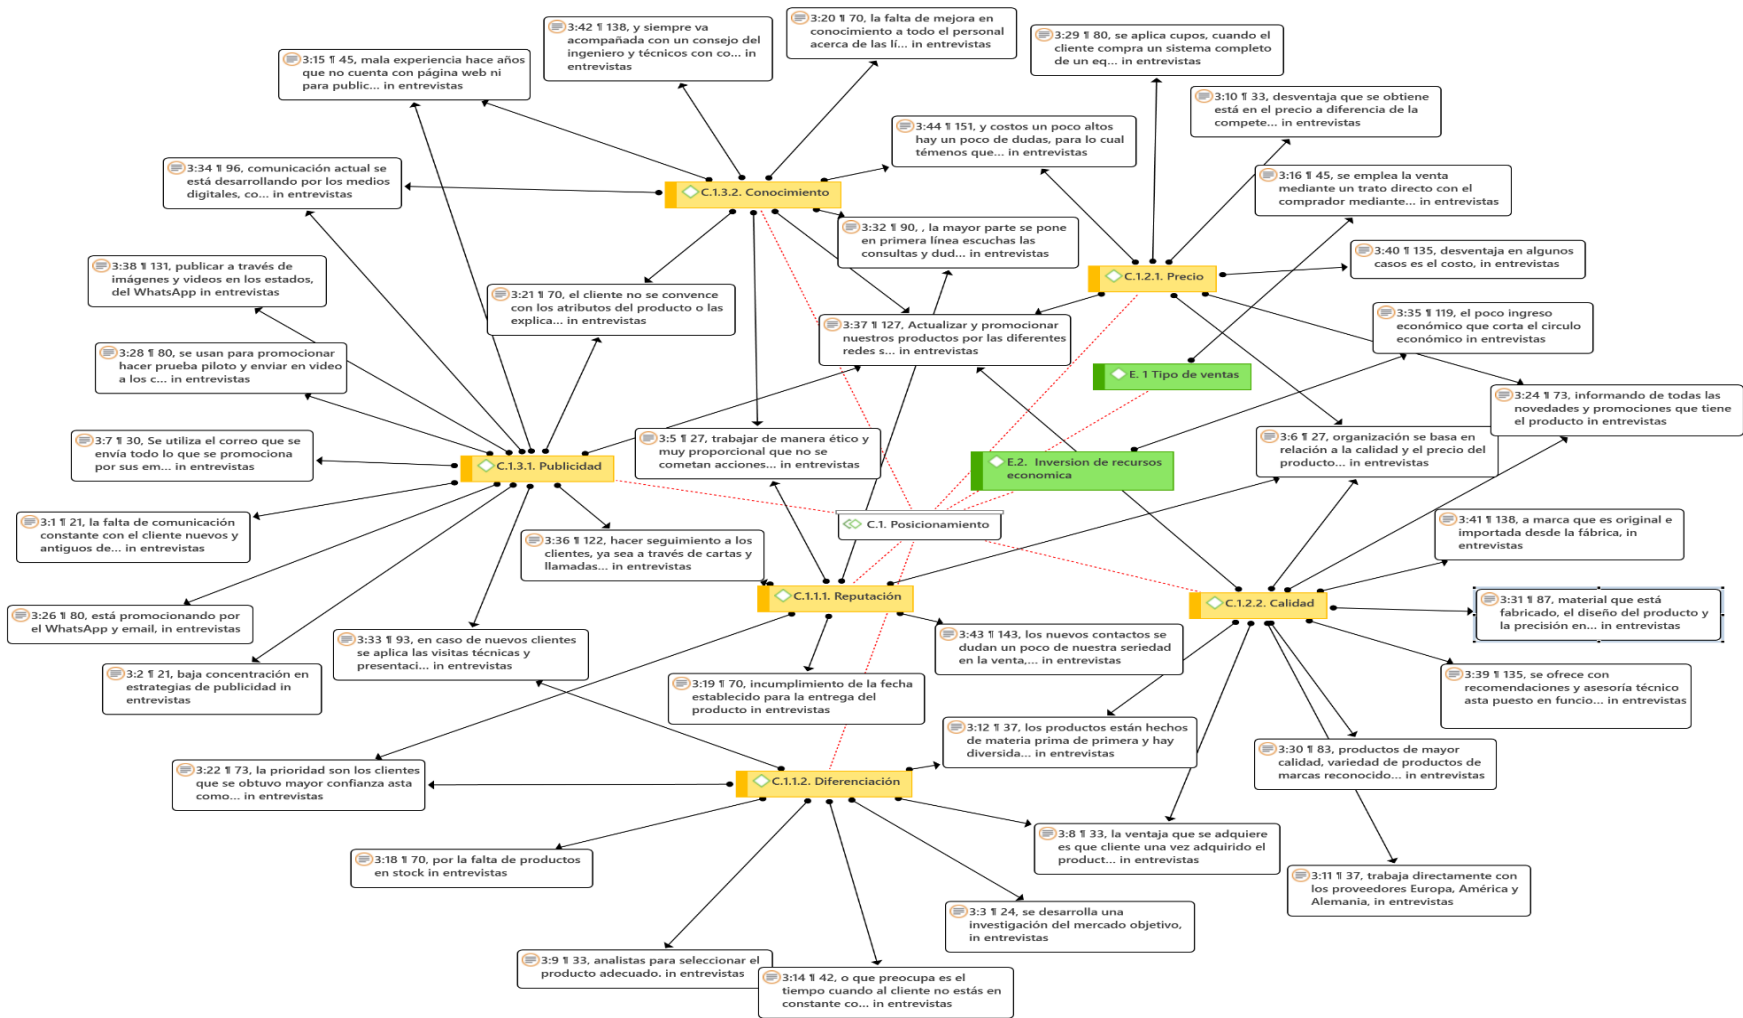 3:42 ¶ 138, y siempre va
acompañada con un consejo del
ingeniero y técnicos con co... in
entrevistas
3:20 ¶ 70, la falta de mejora en
conocimiento a todo el personal
acerca de las lí... in entrevistas
3:29 ¶ 80, se aplica cupos, cuando el
cliente compra un sistema completo
de un eq... in entrevistas
3:15 ¶ 45, mala experiencia hace años
que no cuenta con página web ni
para public... in entrevistas
3:10 ¶ 33, desventaja que se obtiene
está en el precio a diferencia de la
compete... in entrevistas
3:44 ¶ 151, y costos un poco altos
hay un poco de dudas, para lo cual
témenos que... in entrevistas
3:34 ¶ 96, comunicación actual se
está desarrollando por los medios
digitales, co... in entrevistas
C.1.3.2. Conocimiento
3:16 ¶ 45, se emplea la venta
mediante un trato directo con el
comprador mediante... in entrevistas
3:32 ¶ 90, , la mayor parte se pone
en primera línea escuchas las
consultas y dud... in entrevistas
3:40 ¶ 135, desventaja en algunos
casos es el costo, in entrevistas
3:38 ¶ 131, publicar a través de
imágenes y videos en los estados,
del WhatsApp in entrevistas
C.1.2.1. Precio
3:21 ¶ 70, el cliente no se convence
con los atributos del producto o las
explica... in entrevistas
3:35 ¶ 119, el poco ingreso
económico que corta el circulo
económico in entrevistas
3:37 ¶ 127, Actualizar y promocionar
nuestros productos por las diferentes
redes s... in entrevistas
3:28 ¶ 80, se usan para promocionar
hacer prueba piloto y enviar en video
a los c... in entrevistas
E. 1 Tipo de ventas
3:24 ¶ 73, informando de todas las
novedades y promociones que tiene
el producto in entrevistas
3:7 ¶ 30, Se utiliza el correo que se
envía todo lo que se promociona
por sus em... in entrevistas
3:5 ¶ 27, trabajar de manera ético y
muy proporcional que no se
cometan acciones... in entrevistas
3:6 ¶ 27, organización se basa en
relación a la calidad y el precio del
producto... in entrevistas
C.1.3.1. Publicidad
E.2. Inversion de recursos
economica
3:1 ¶ 21, la falta de comunicación
constante con el cliente nuevos y
antiguos de... in entrevistas
C.1. Posicionamiento
3:41 ¶ 138, a marca que es original e
importada desde la fábrica, in
entrevistas
3:36 ¶ 122, hacer seguimiento a los
clientes, ya sea a través de cartas y
llamadas... in entrevistas
C.1.1.1. Reputación
C.1.2.2. Calidad
3:31 ¶ 87, material que está
fabricado, el diseño del producto y
la precisión en... in entrevistas
3:26 ¶ 80, está promocionando por
el WhatsApp y email, in entrevistas
3:33 ¶ 93, en caso de nuevos clientes
se aplica las visitas técnicas y
presentaci... in entrevistas
3:43 ¶ 143, los nuevos contactos se
dudan un poco de nuestra seriedad
en la venta,... in entrevistas
3:2 ¶ 21, baja concentración en
estrategias de publicidad in
entrevistas
3:19 ¶ 70, incumplimiento de la fecha
establecido para la entrega del
producto in entrevistas
3:39 ¶ 135, se ofrece con
recomendaciones y asesoría técnico
asta puesto en funcio... in entrevistas
3:12 ¶ 37, los productos están hechos
de materia prima de primera y hay
diversida... in entrevistas
3:30 ¶ 83, productos de mayor
calidad, variedad de productos de
marcas reconocido... in entrevistas
3:22 ¶ 73, la prioridad son los clientes
que se obtuvo mayor confianza asta
como... in entrevistas
C.1.1.2. Diferenciación
3:8 ¶ 33, la ventaja que se adquiere
es que cliente una vez adquirido el
product... in entrevistas
3:18 ¶ 70, por la falta de productos
en stock in entrevistas
3:11 ¶ 37, trabaja directamente con
los proveedores Europa, América y
Alemania, in entrevistas
3:3 ¶ 24, se desarrolla una
investigación del mercado objetivo,
in entrevistas
3:9 ¶ 33, analistas para seleccionar el
producto adecuado. in entrevistas
3:14 ¶ 42, o que preocupa es el
tiempo cuando al cliente no estás en
constante co... in entrevistas